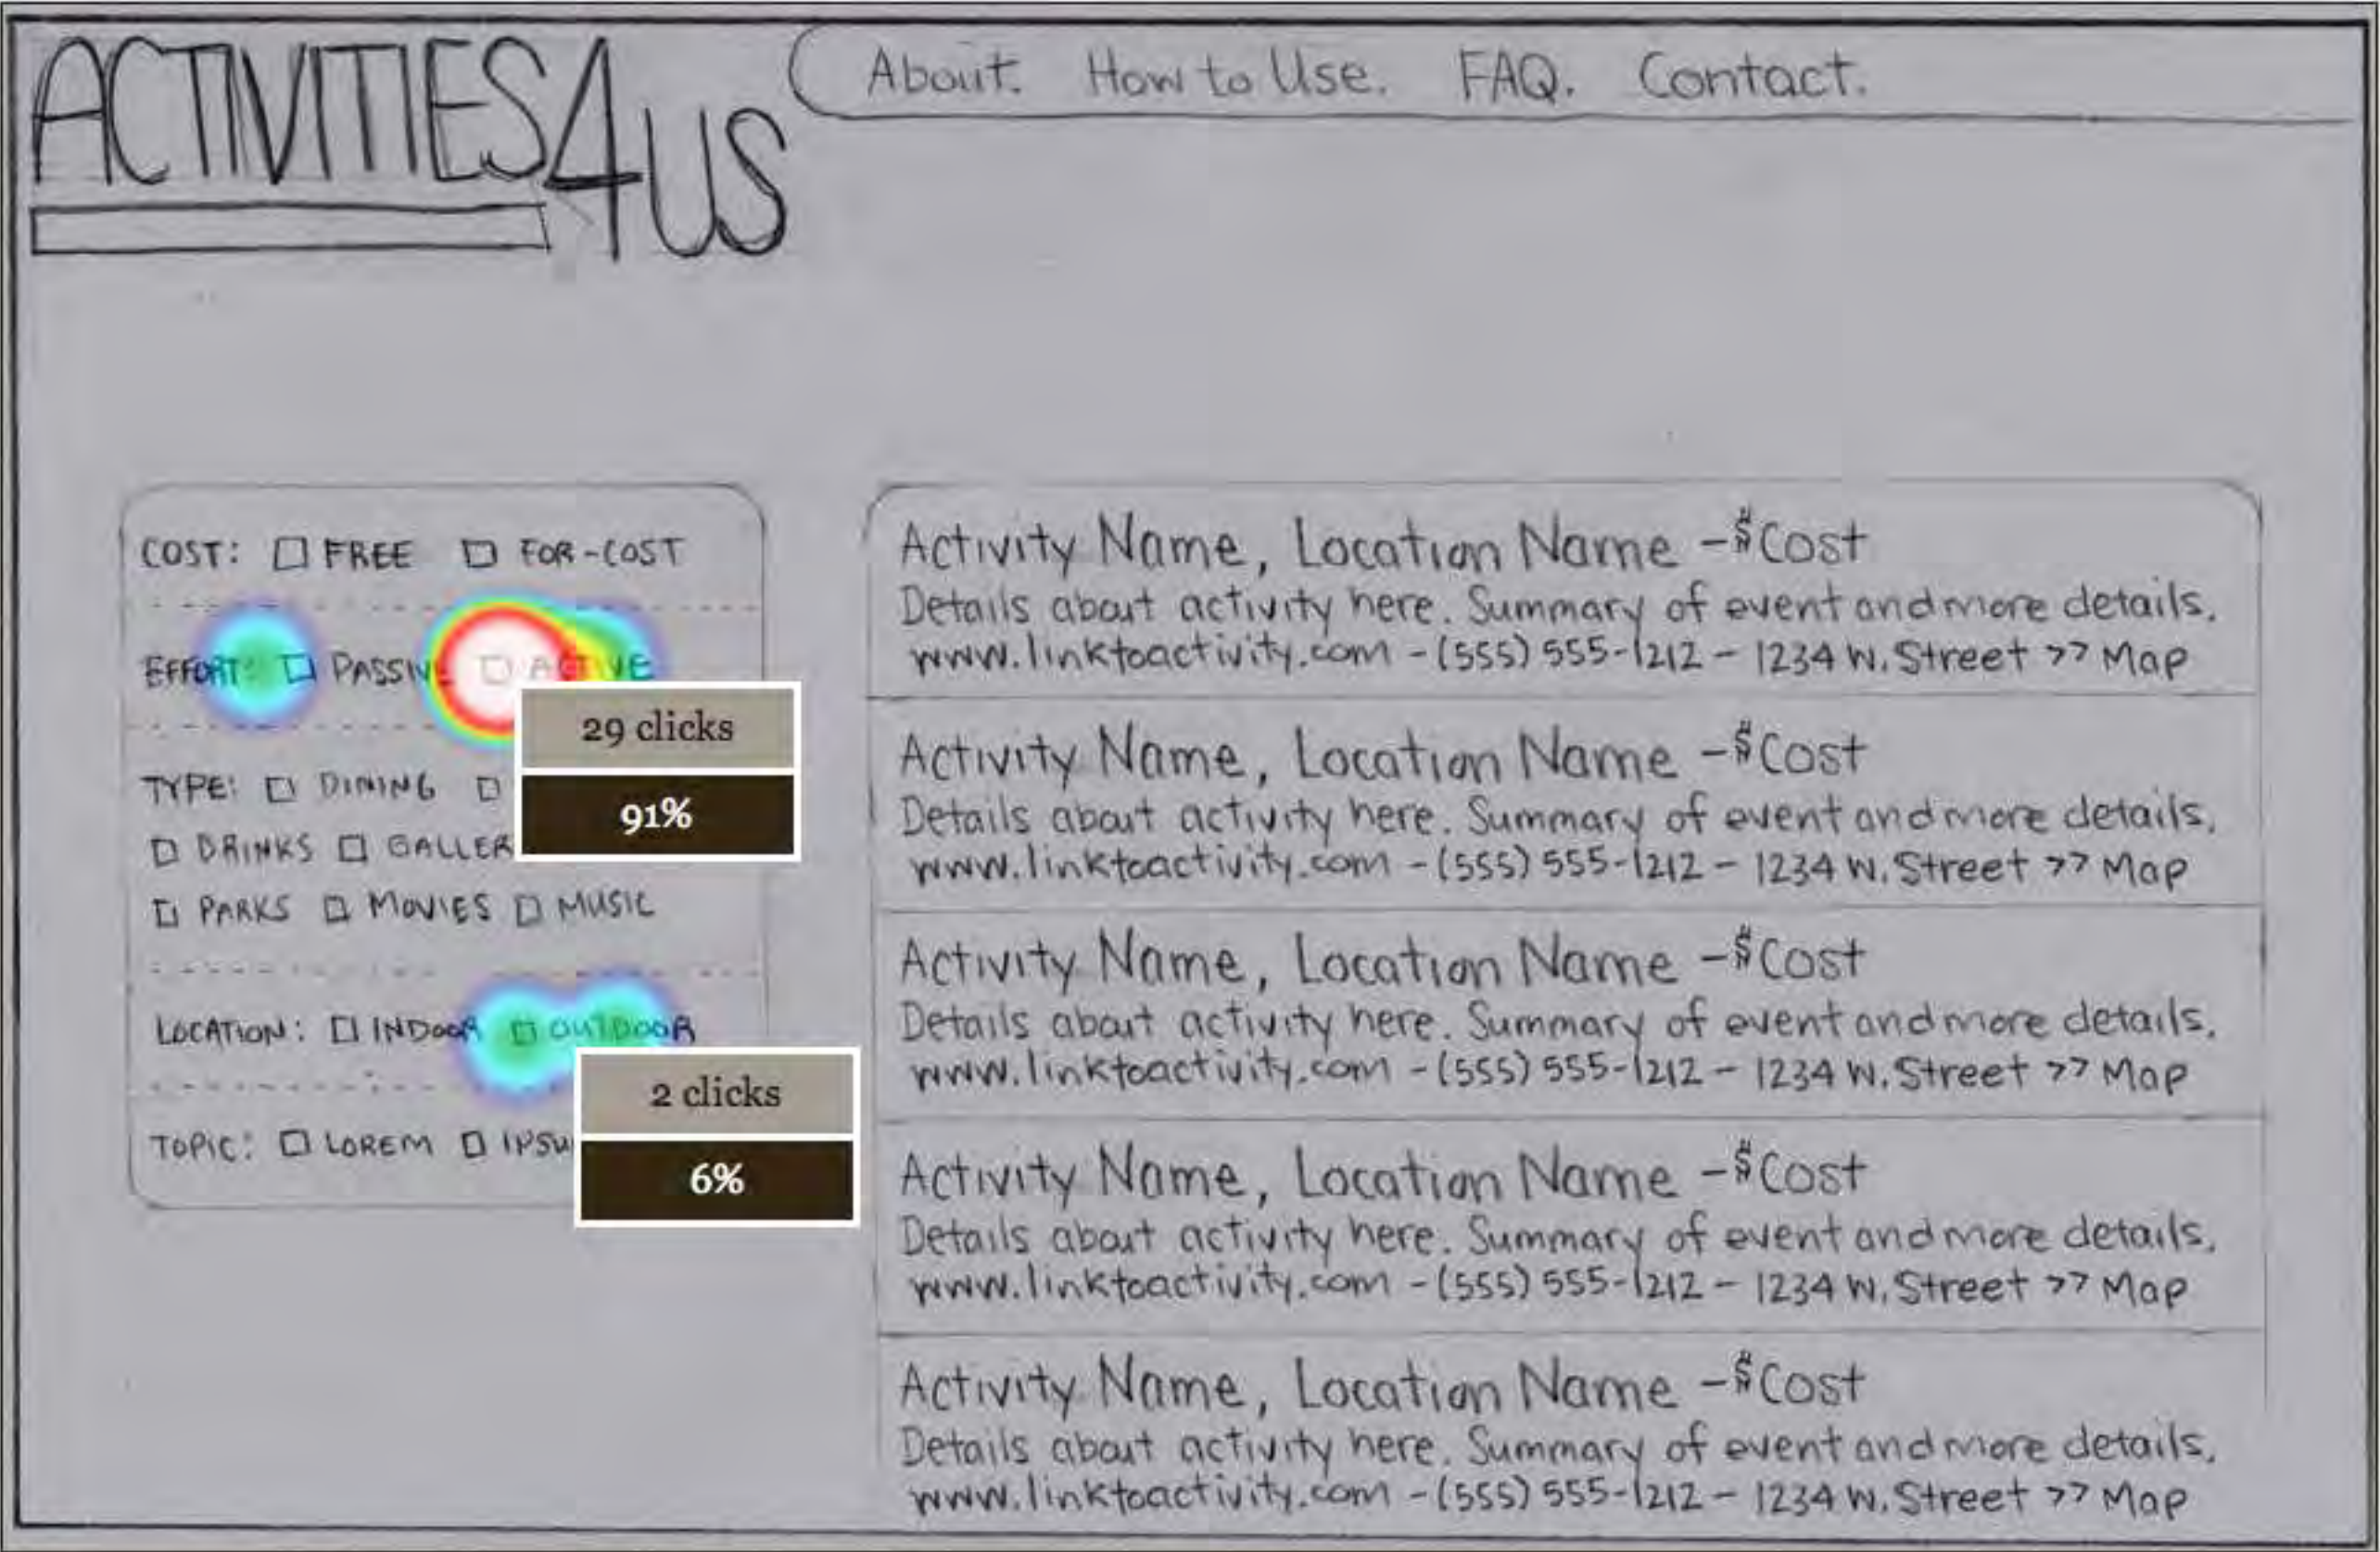 ACTIVITIES4US
About. How to Use. FAQ. Contact.
COST: FREE FOR-COST
EFFORT: PASSIVE ACTIVE
29 clicks
91%
TYPE: DINING
DRINKS GALLER
PARKS MOVIES MUSIC
LOCATION: INDOOR OUTDOOR
2 clicks
6%
TOPIC: LOREM IPSU
Activity Name, Location Name - $Cost
Details about activity here. Summary of event and more details.
www.linktoactivity.com - (555) 555-1212 - 1234 W. Street >> Map
Activity Name, Location Name - $Cost
Details about activity here. Summary of event and more details.
www.linktoactivity.com - (555) 555-1212 - 1234 W. Street >> Map
Activity Name, Location Name - $Cost
Details about activity here. Summary of event and more details.
www.linktoactivity.com - (555) 555-1212 - 1234 W. Street >> Map
Activity Name, Location Name - $Cost
Details about activity here. Summary of event and more details.
www.linktoactivity.com - (555) 555-1212 - 1234 W. Street >> Map
Activity Name, Location Name - $Cost
Details about activity here. Summary of event and more details.
www.linktoactivity.com - (555) 555-1212 - 1234 W. Street >> Map